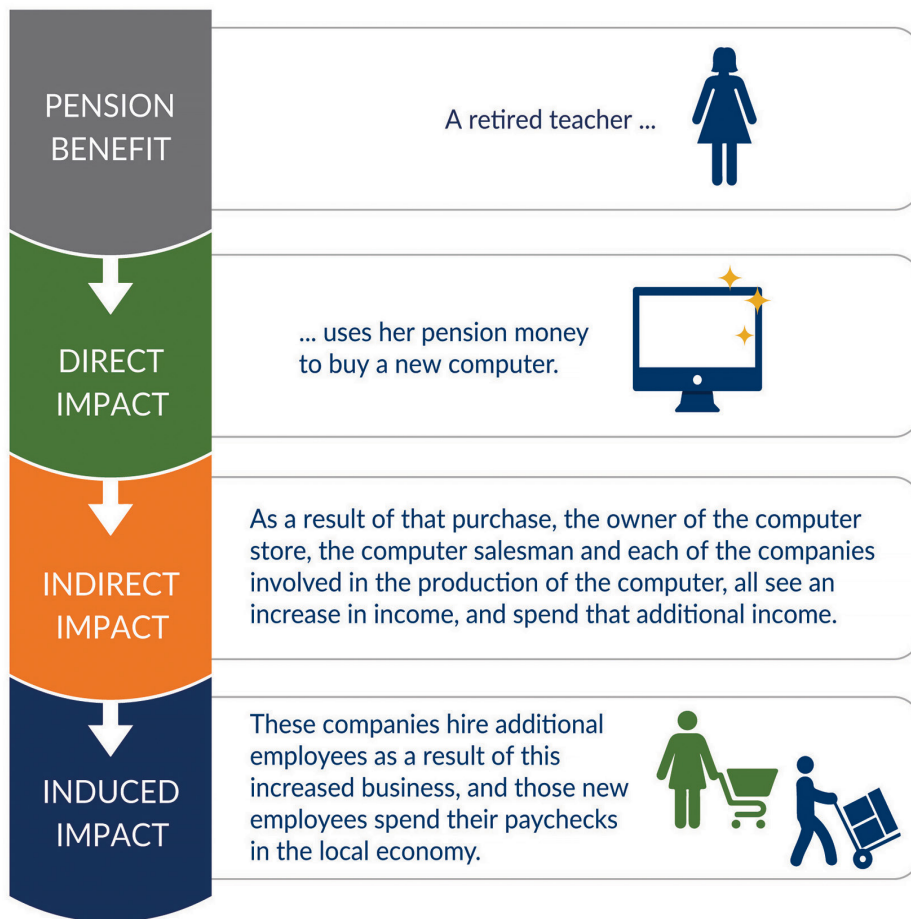 PENSION
BENEFIT
A retired teacher ...
DIRECT
IMPACT
... uses her pension money
to buy a new computer.
INDIRECT
IMPACT
As a result of that purchase, the owner of the computer
store, the computer salesman and each of the companies
involved in the production of the computer, all see an
increase in income, and spend that additional income.
INDUCED
IMPACT
These companies hire additional
employees as a result of this
increased business, and those new
employees spend their paychecks
in the local economy.